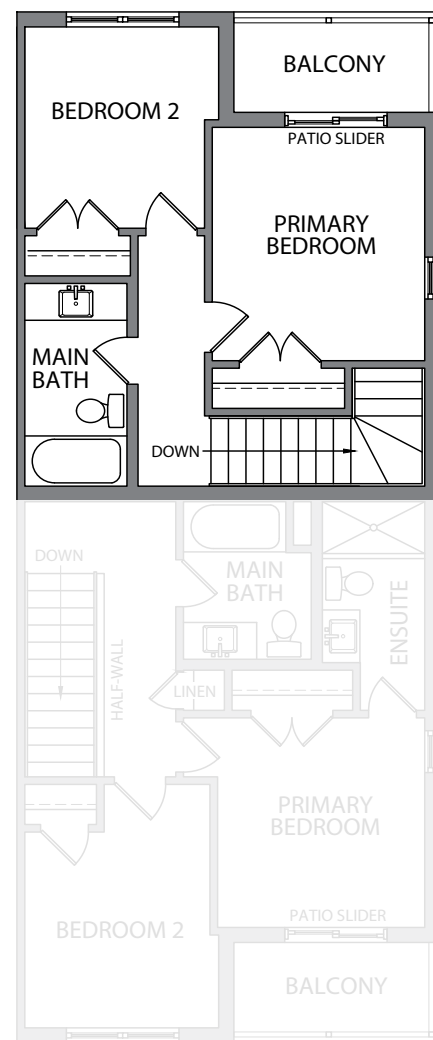 BALCONY
BEDROOM 2
PATIO SLIDER
PRIMARY
BEDROOM
MAIN
BATH
DOWN
DOWN
MAIN
BATH
ENSUITE
HALF-WALL
LINEN
PRIMARY
BEDROOM
PATIO SLIDER
BEDROOM 2
BALCONY